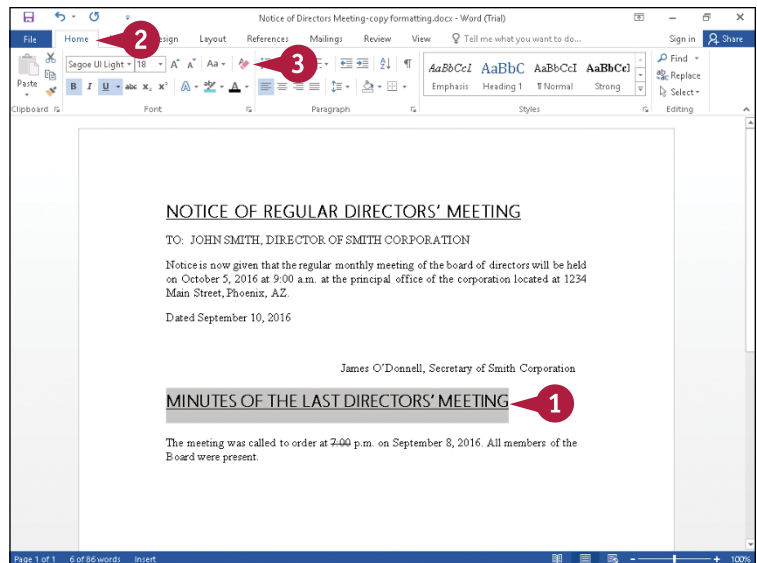 Notice of Directors Meeting-copy formatting.docx - Word (Trial)
File Home sign Layout References Mailings Review View Tell me what you want to do... Sign in Share
Paste
Segoe UI Light 18 A A Aa
B I U abc x₂ x² A A
AaBbCcI AaBbC AaBbCcI AaBbCcI
Emphasis Heading 1 ¶ Normal Strong
Find
Replace
Select
Clipboard Font Paragraph Styles Editing
2
3
NOTICE OF REGULAR DIRECTORS' MEETING
TO: JOHN SMITH, DIRECTOR OF SMITH CORPORATION
Notice is now given that the regular monthly meeting of the board of directors will be held
on October 5, 2016 at 9:00 a.m. at the principal office of the corporation located at 1234
Main Street, Phoenix, AZ.
Dated September 10, 2016
James O'Donnell, Secretary of Smith Corporation
MINUTES OF THE LAST DIRECTORS' MEETING
1
The meeting was called to order at 7:00 p.m. on September 8, 2016. All members of the
Board were present.
Page 1 of 1 6 of 86 words Insert 100%